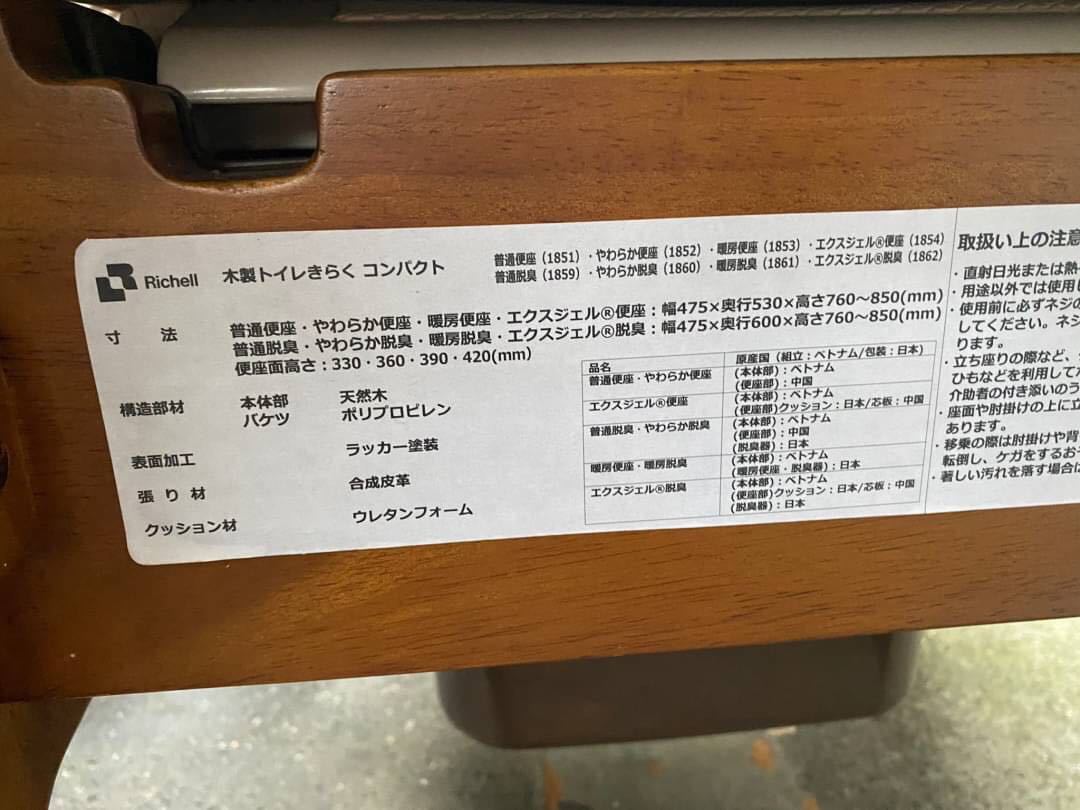 Richell 木製トイレきらく コンパクト
普通便座（1851）・やわらか便座（1852）・暖房便座（1853）・エクスジェル®便座（1854）
普通脱臭（1859）・やわらか脱臭（1860）・暖房脱臭（1861）・エクスジェル®脱臭（1862）
寸 法
普通便座・やわらか便座・暖房便座・エクスジェル®便座：幅475×奥行530×高さ760～850(mm)
普通脱臭・やわらか脱臭・暖房脱臭・エクスジェル®脱臭：幅475×奥行600×高さ760～850(mm)
便座面高さ：330・360・390・420(mm)
構造部材 本体部 天然木
バケツ ポリプロピレン
表面加工 ラッカー塗装
張り材 合成皮革
クッション材 ウレタンフォーム
品名 原産国（組立：ベトナム/包装：日本）
普通便座・やわらか便座 (本体部)：ベトナム
(便座部)：中国
エクスジェル®便座 (本体部)：ベトナム
(便座部)クッション：日本/芯板：中国
普通脱臭・やわらか脱臭 (本体部)：ベトナム
(便座部)：中国
(脱臭器)：日本
暖房便座・暖房脱臭 (本体部)：ベトナム
(暖房便座・脱臭器)：日本
エクスジェル®脱臭 (本体部)：ベトナム
(便座部)クッション：日本/芯板：中国
(脱臭器)：日本
取扱い上の注意
・直射日光または熱
・用途以外では使用
・使用前に必ずネジの
してください。ネジ
ります。
・立ち座りの際など、
ひもなどを利用して
介助者の付き添いのう
・座面や肘掛けの上に
あります。
・移乗の際は肘掛けや背
転倒し、ケガをするおそ
・著しい汚れを落す場合は